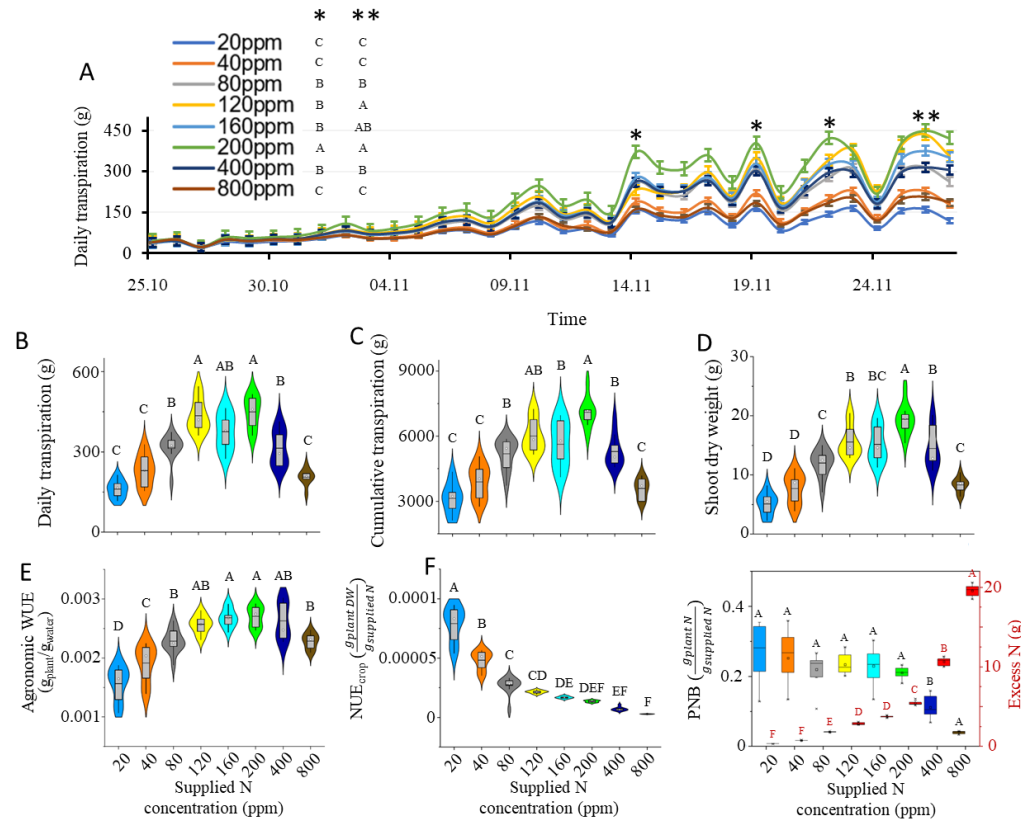 * **
20ppm C C
40ppm C C
80ppm B B
120ppm B A
160ppm B AB
200ppm A A
400ppm B B
800ppm C C
A
Daily transpiration (g)
450
300
150
0
* * * **
25.10 30.10 04.11 09.11 14.11 19.11 24.11
Time
B
Daily transpiration (g)
600
300
0
C C B A AB A B C
C
Cumulative transpiration (g)
9000
6000
3000
C C B AB B A B C
D
Shoot dry weight (g)
30
20
10
0
D D C B BC A B C
E
Agronomic WUE
(gplant/gwater)
0.003
0.002
0.001
D C B AB A A AB B
20 40 80 120 160 200 400 800
Supplied N
concentration (ppm)
F
NUEcrop (gplant DW/gsupplied N)
0.0001
0.00005
0
A B C CD DE DEF EF F
20 40 80 120 160 200 400 800
Supplied N
concentration (ppm)
PNB (gplant N/gsupplied N)
0.4
0.2
0.0
A A A A A A B A
F F E D D C B A
Excess N (g)
20
10
0
20 40 80 120 160 200 400 800
Supplied N
concentration (ppm)